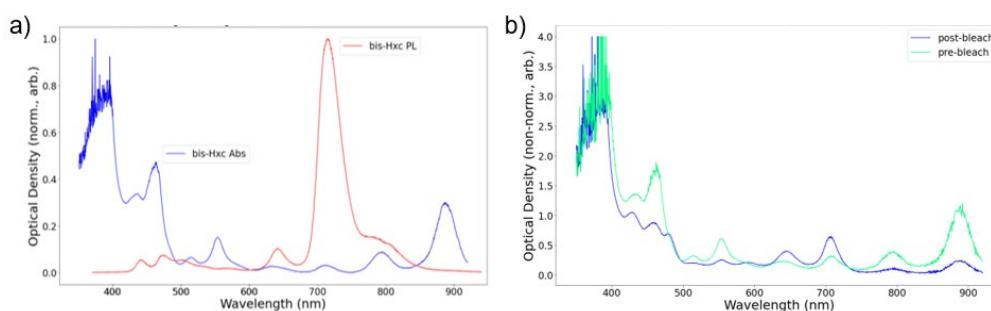 a)
bis-Hxc PL
bis-Hxc Abs
Optical Density (norm., arb.)
1.0
0.8
0.6
0.4
0.2
0.0
400 500 600 700 800 900
Wavelength (nm)
b)
post-bleach
pre-bleach
Optical Density (non-norm., arb.)
4.0
3.5
3.0
2.5
2.0
1.5
1.0
0.5
0.0
400 500 600 700 800 900
Wavelength (nm)